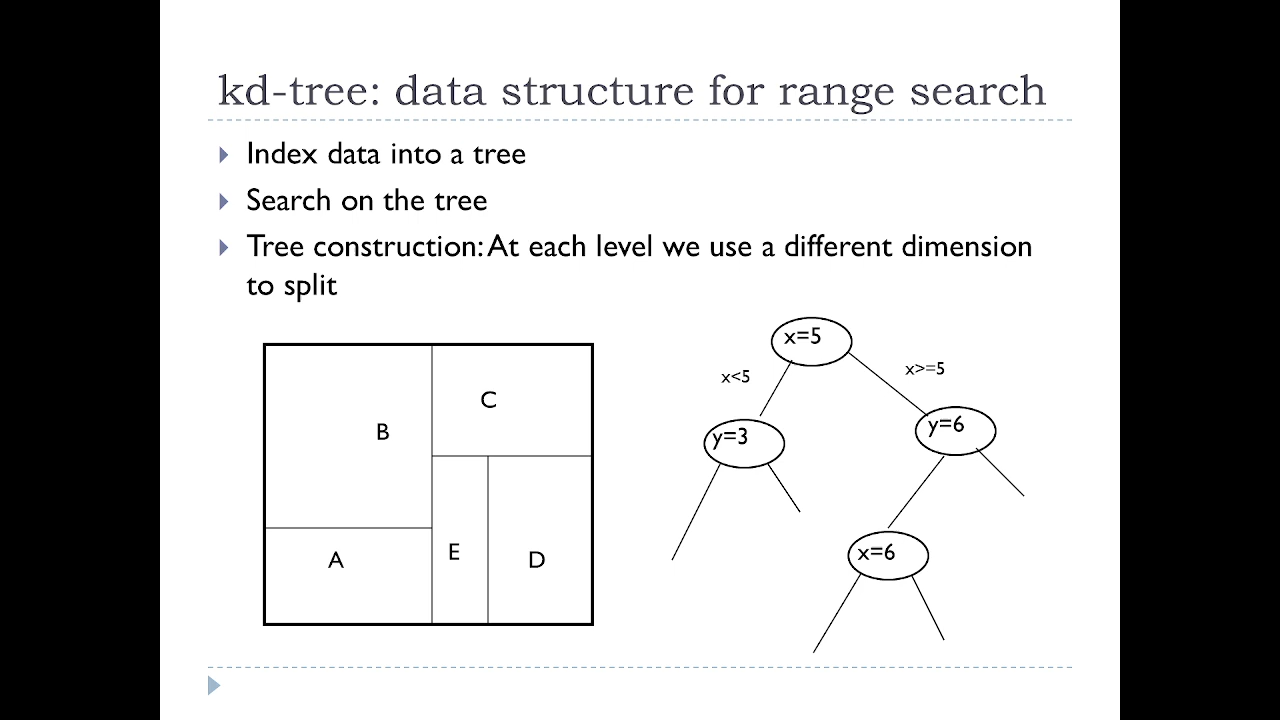 kd-tree: data structure for range search
Index data into a tree
Search on the tree
Tree construction: At each level we use a different dimension
to split
C
B
A
E
D
x=5
x<5
x>=5
y=3
y=6
x=6